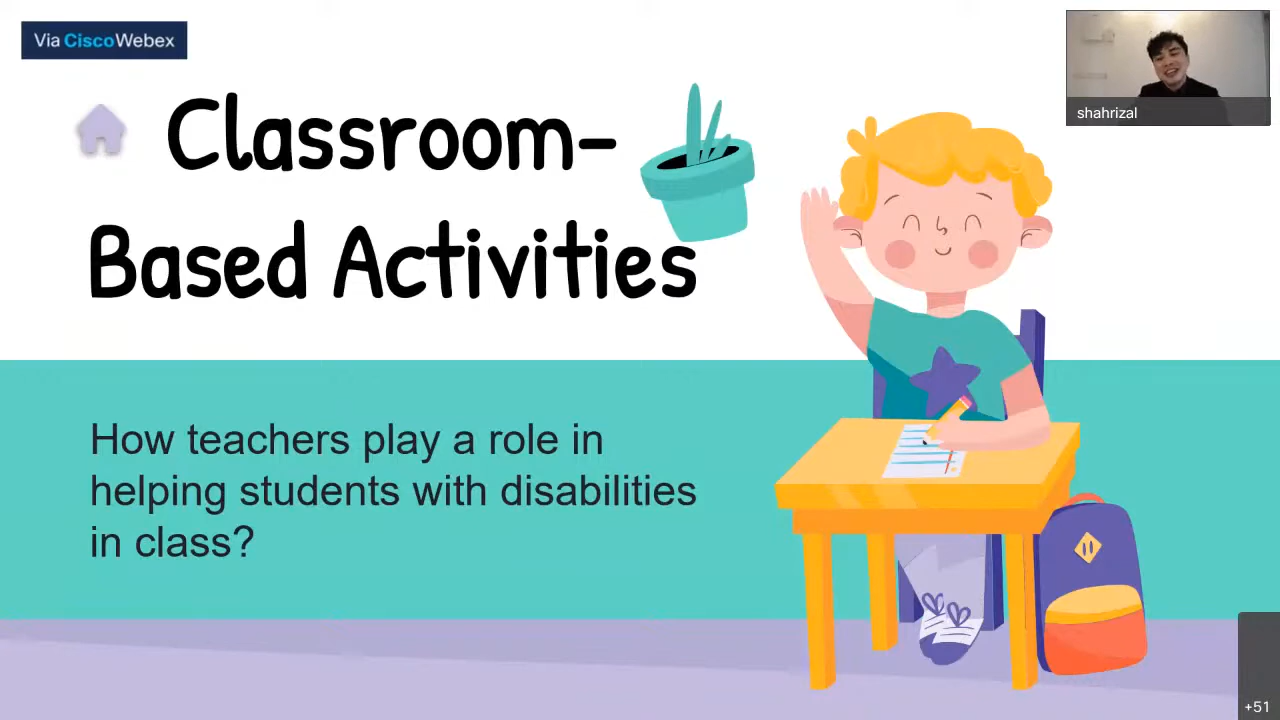 Via CiscoWebex
shahrizal
Classroom-
Based Activities
How teachers play a role in
helping students with disabilities
in class?
+51